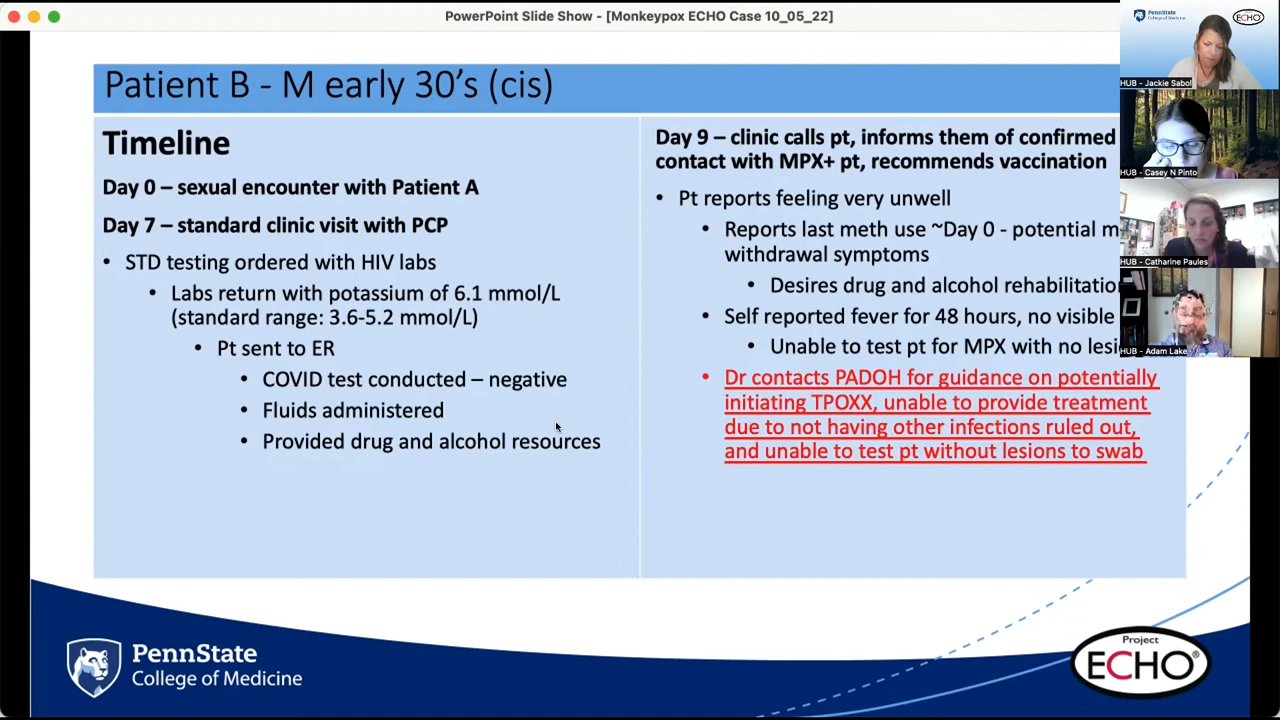 PowerPoint Slide Show - [Monkeypox ECHO Case 10_05_22]
Patient B - M early 30’s (cis)
Timeline
Day 0 – sexual encounter with Patient A
Day 7 – standard clinic visit with PCP
• STD testing ordered with HIV labs
• Labs return with potassium of 6.1 mmol/L
(standard range: 3.6-5.2 mmol/L)
• Pt sent to ER
• COVID test conducted – negative
• Fluids administered
• Provided drug and alcohol resources
Day 9 – clinic calls pt, informs them of confirmed
contact with MPX+ pt, recommends vaccination
• Pt reports feeling very unwell
• Reports last meth use ~Day 0 - potential m
withdrawal symptoms
• Desires drug and alcohol
• Self reported fever for 48 hours, no visible
• Unable to test pt for MPX with no
• Dr contacts PADOH for guidance on potentially
initiating TPOXX, unable to provide treatment
due to not having other infections ruled out,
and unable to test pt without lesions to swab
PennState
College of Medicine
ECHO
HUB - Jackie Sabol
HUB - Casey N Pinto
HUB - Catharine Paules
HUB - Adam Lake
PennState
College of Medicine
Project
ECHO®